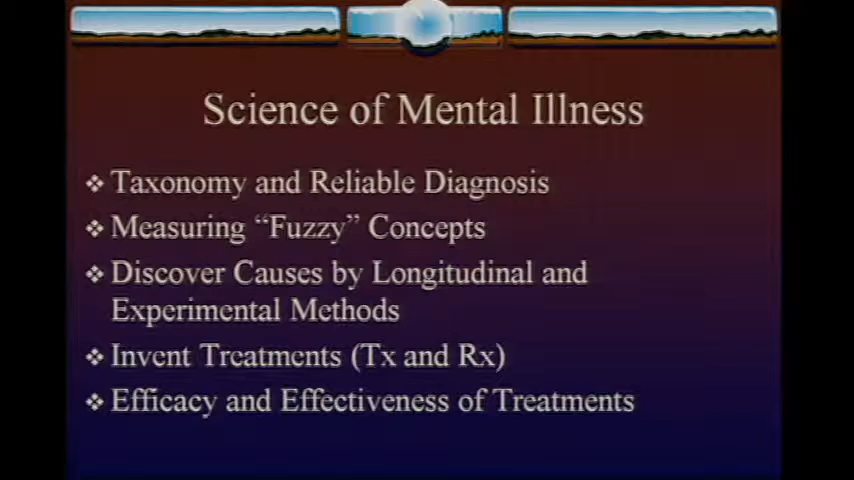 Science of Mental Illness
❖ Taxonomy and Reliable Diagnosis
❖ Measuring “Fuzzy” Concepts
❖ Discover Causes by Longitudinal and
Experimental Methods
❖ Invent Treatments (Tx and Rx)
❖ Efficacy and Effectiveness of Treatments